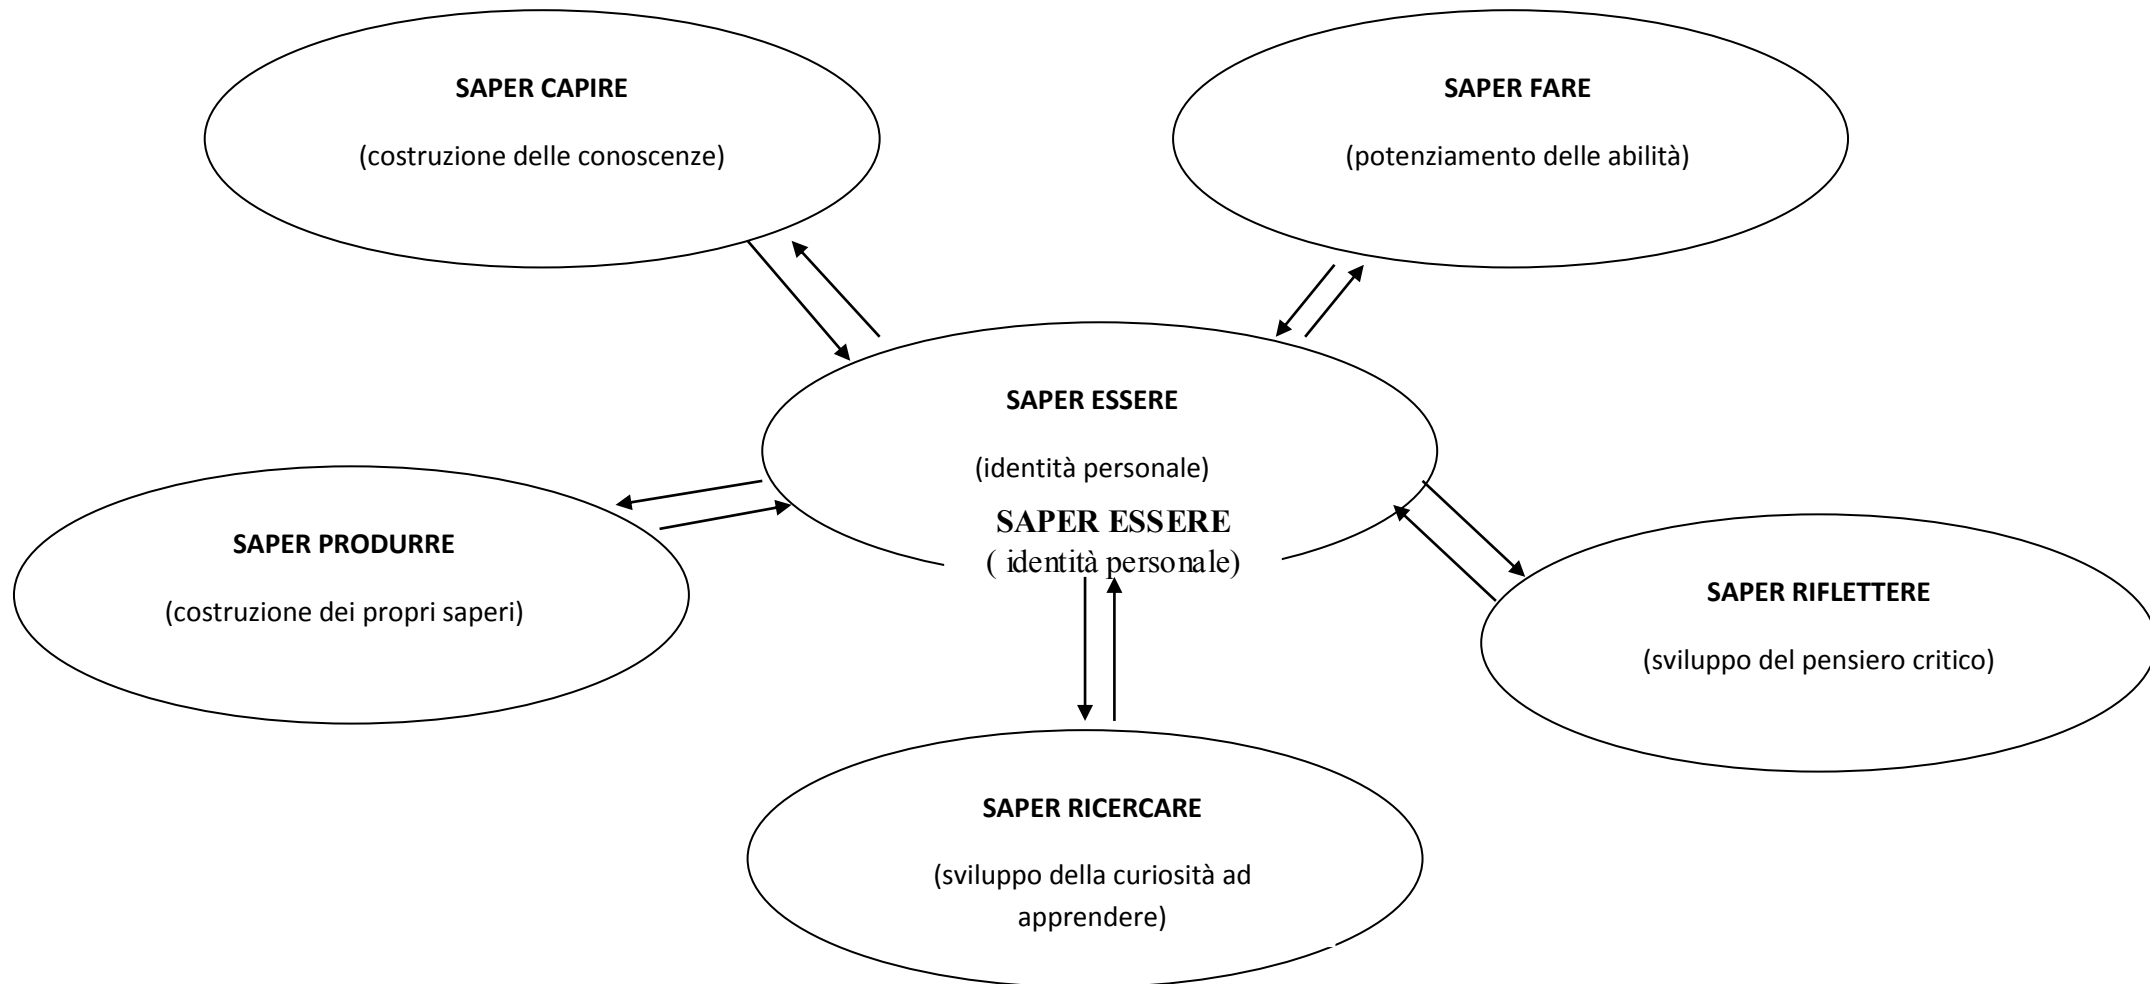 SAPER CAPIRE
(costruzione delle conoscenze)
SAPER FARE
(potenziamento delle abilità)
SAPER ESSERE
(identità personale)
SAPER ESSERE
( identità personale)
SAPER PRODURRE
(costruzione dei propri saperi)
SAPER RIFLETTERE
(sviluppo del pensiero critico)
SAPER RICERCARE
(sviluppo della curiosità ad
apprendere)